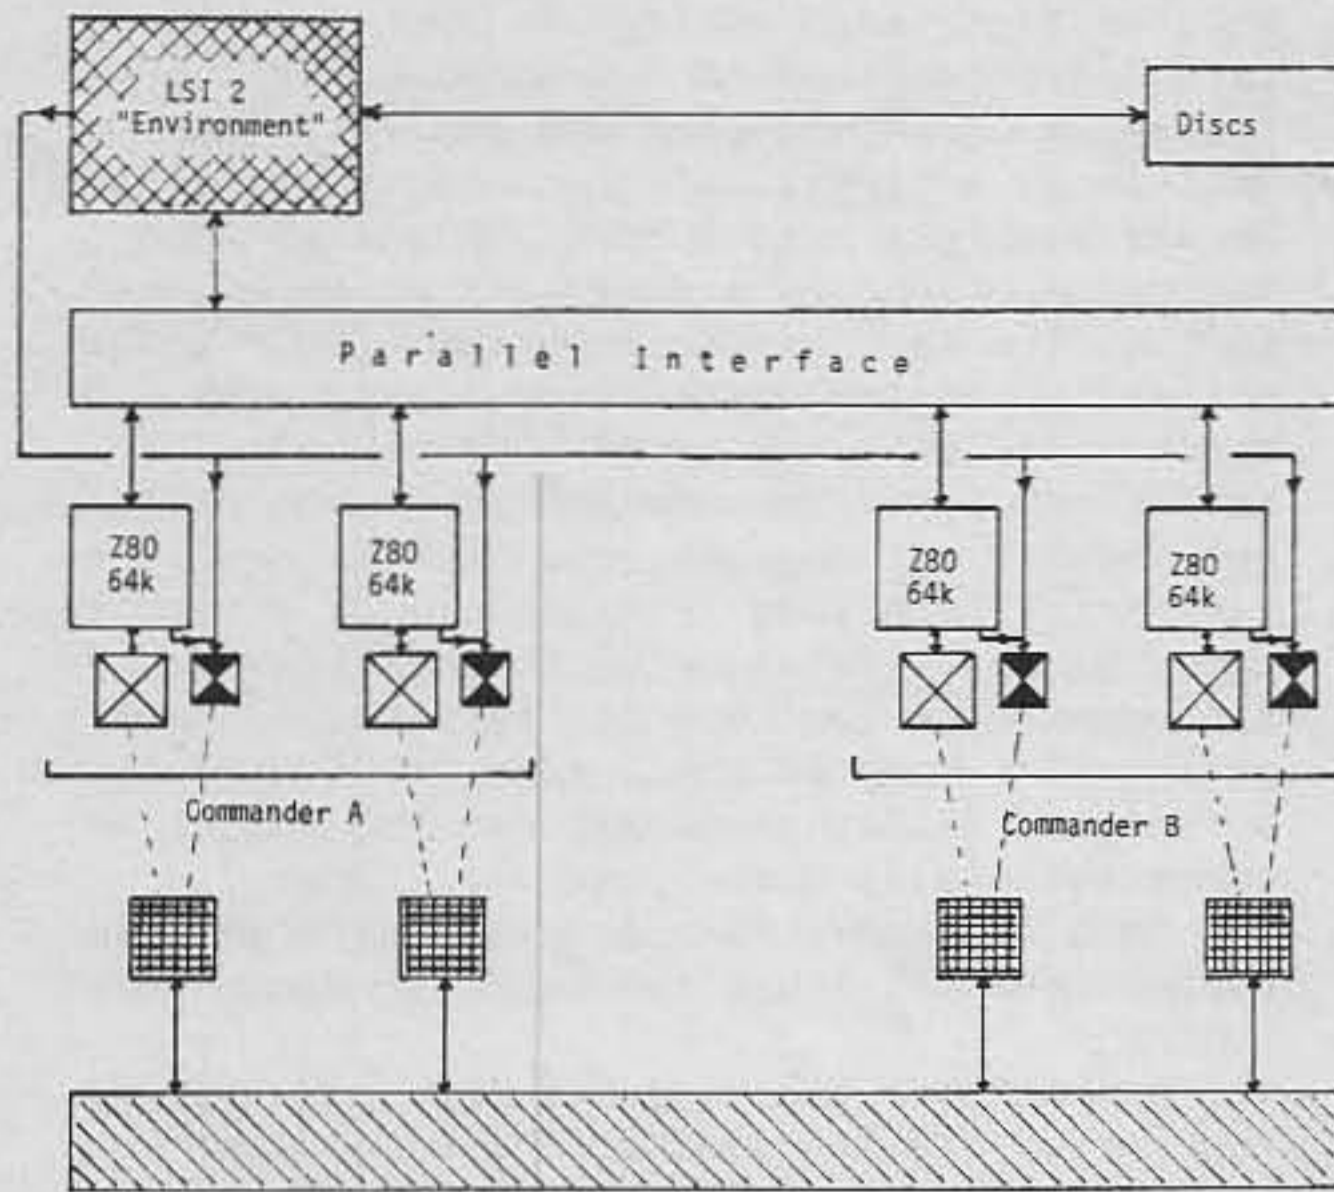 LSI 2
"Environment"
Discs
Parallel Interface
Z80
64k
Z80
64k
Z80
64k
Z80
64k
Commander A
Commander B